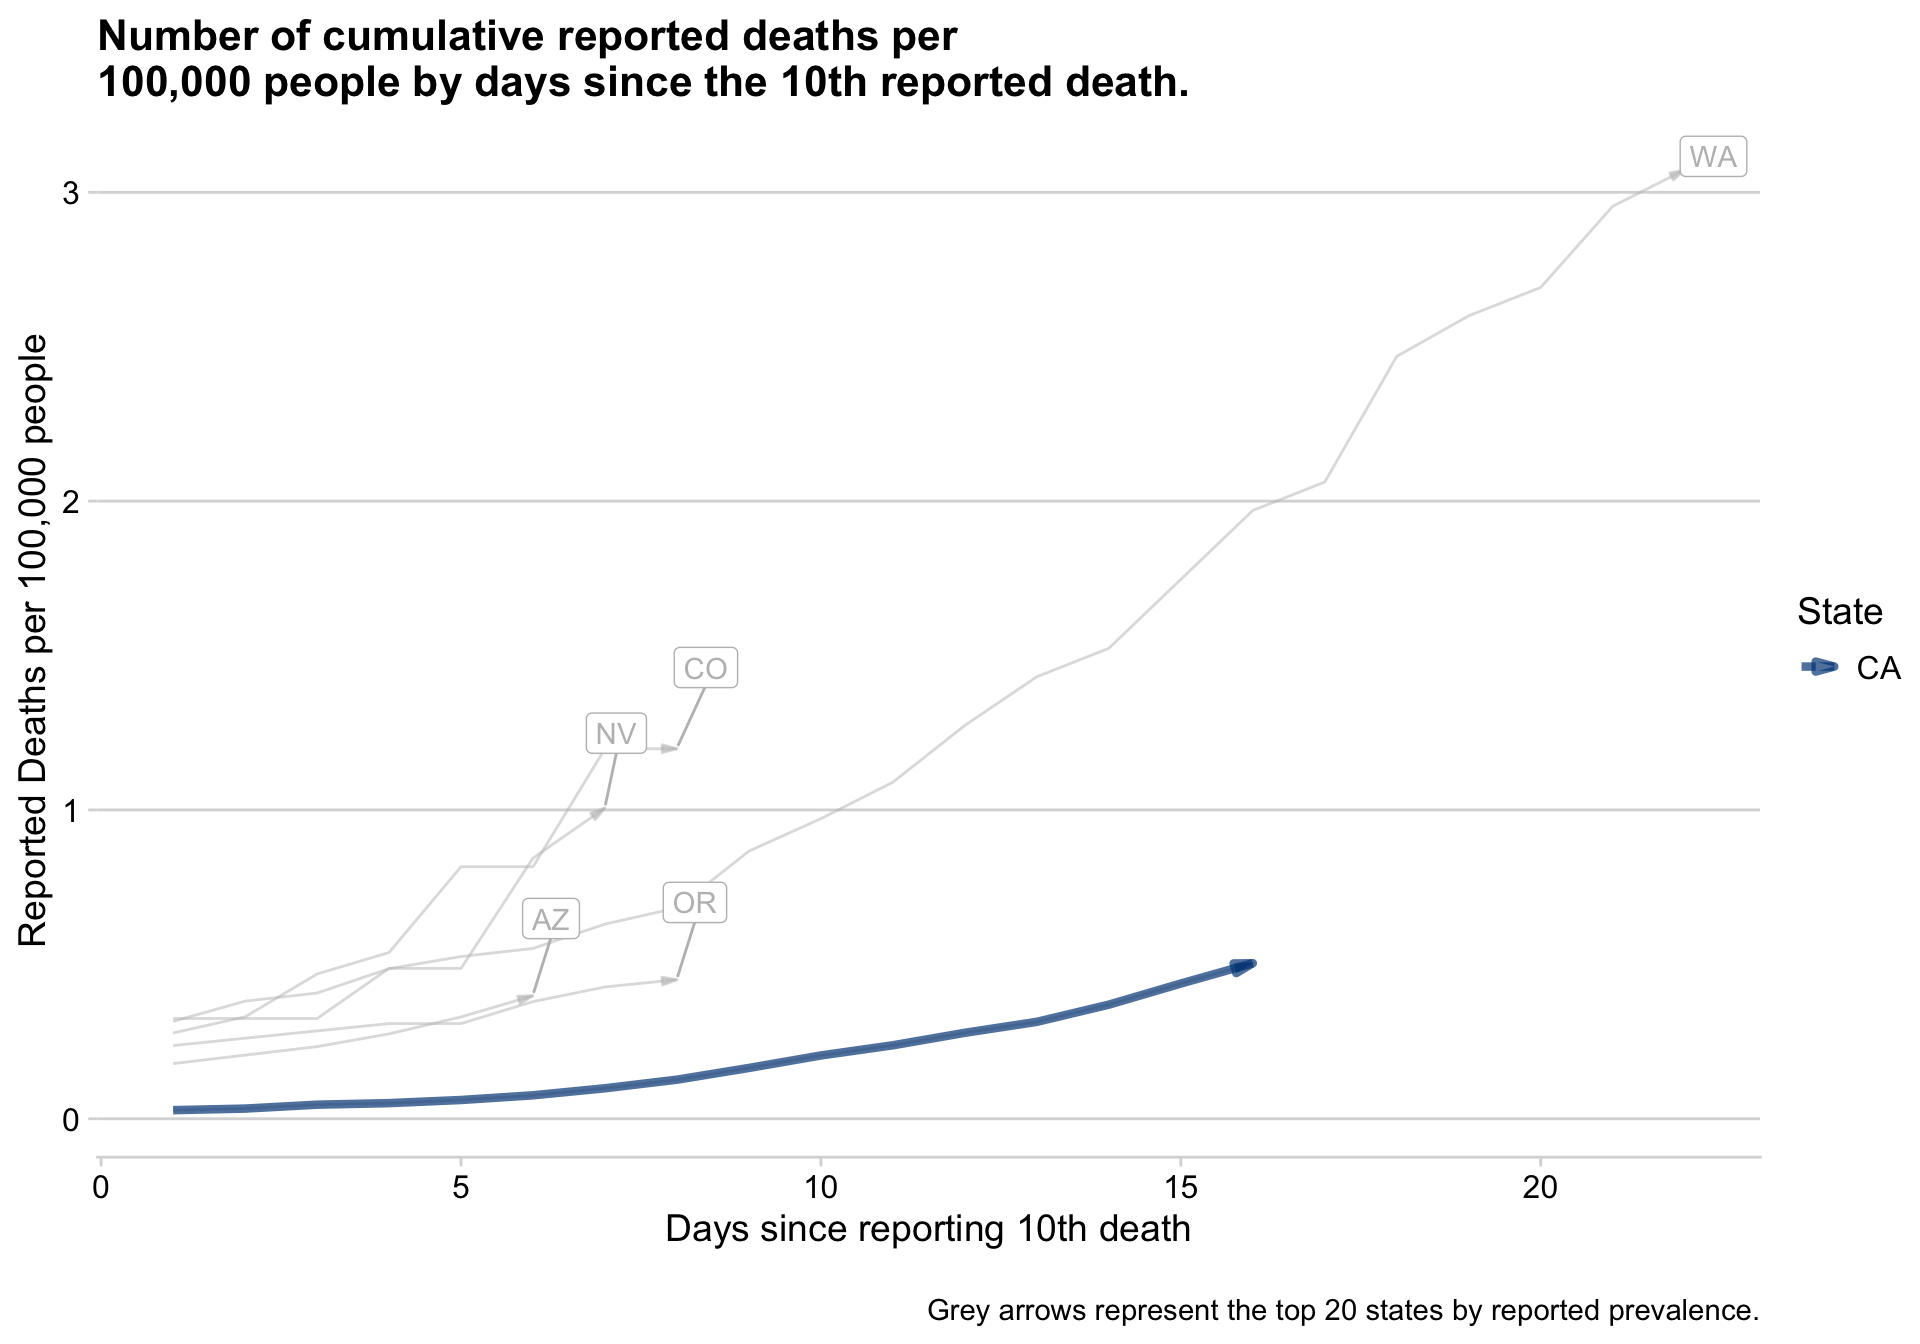 Number of cumulative reported deaths per
100,000 people by days since the 10th reported death.
Reported Deaths per 100,000 people
3
2
1
0
WA
CO
NV
OR
AZ
State
CA
0 5 10 15 20
Days since reporting 10th death
Grey arrows represent the top 20 states by reported prevalence.